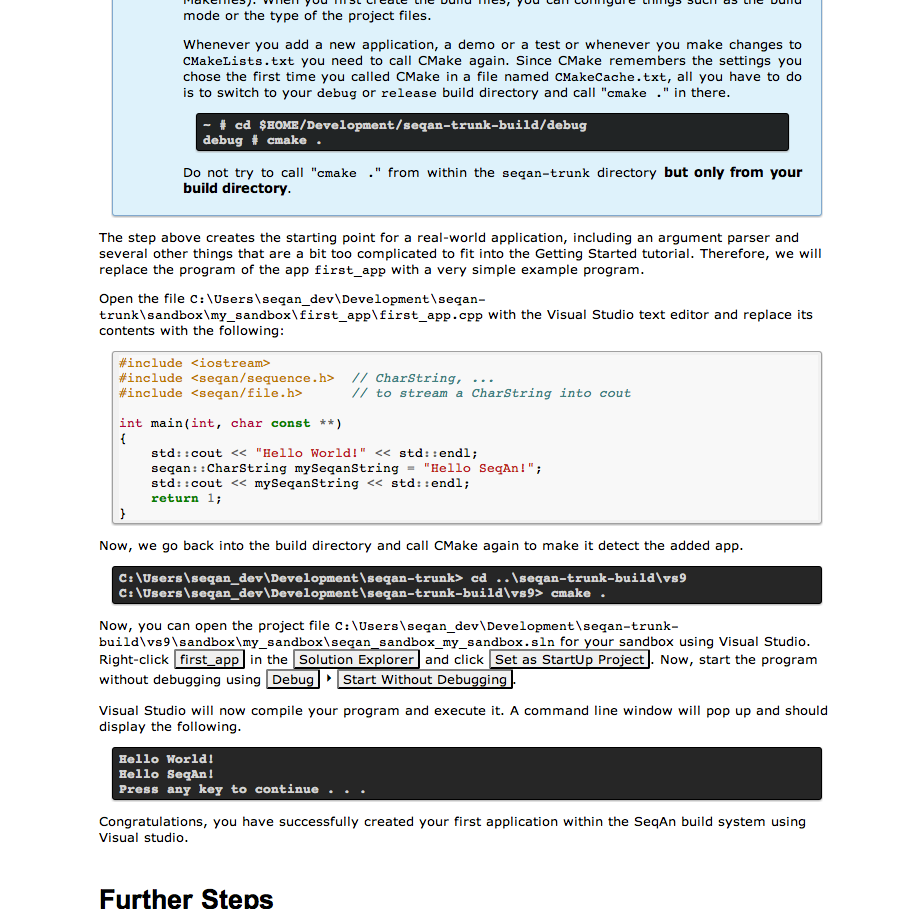 Makefiles). When you first create the build files, you can configure things such as the build
mode or the type of the project files.
Whenever you add a new application, a demo or a test or whenever you make changes to
CMakeLists.txt you need to call CMake again. Since CMake remembers the settings you
chose the first time you called CMake in a file named CMakeCache.txt, all you have to do
is to switch to your debug or release build directory and call "cmake ." in there.
~ # cd $HOME/Development/seqan-trunk-build/debug
debug # cmake .
Do not try to call "cmake ." from within the seqan-trunk directory but only from your
build directory.
The step above creates the starting point for a real-world application, including an argument parser and
several other things that are a bit too complicated to fit into the Getting Started tutorial. Therefore, we will
replace the program of the app first_app with a very simple example program.
Open the file C:\Users\seqan_dev\Development\seqan-
trunk\sandbox\my_sandbox\first_app\first_app.cpp with the Visual Studio text editor and replace its
contents with the following:
#include <iostream>
#include <seqan/sequence.h>  // CharString, ...
#include <seqan/file.h>      // to stream a CharString into cout
int main(int, char const **)
{
    std::cout << "Hello World!" << std::endl;
    seqan::CharString mySeqanString = "Hello SeqAn!";
    std::cout << mySeqanString << std::endl;
    return 1;
}
Now, we go back into the build directory and call CMake again to make it detect the added app.
C:\Users\seqan_dev\Development\seqan-trunk> cd ..\seqan-trunk-build\vs9
C:\Users\seqan_dev\Development\seqan-trunk-build\vs9> cmake .
Now, you can open the project file C:\Users\seqan_dev\Development\seqan-trunk-
build\vs9\sandbox\my_sandbox\seqan_sandbox_my_sandbox.sln for your sandbox using Visual Studio.
Right-click first_app in the Solution Explorer and click Set as StartUp Project. Now, start the program
without debugging using Debug ‣ Start Without Debugging.
Visual Studio will now compile your program and execute it. A command line window will pop up and should
display the following.
Hello World!
Hello SeqAn!
Press any key to continue . . .
Congratulations, you have successfully created your first application within the SeqAn build system using
Visual studio.
Further Steps